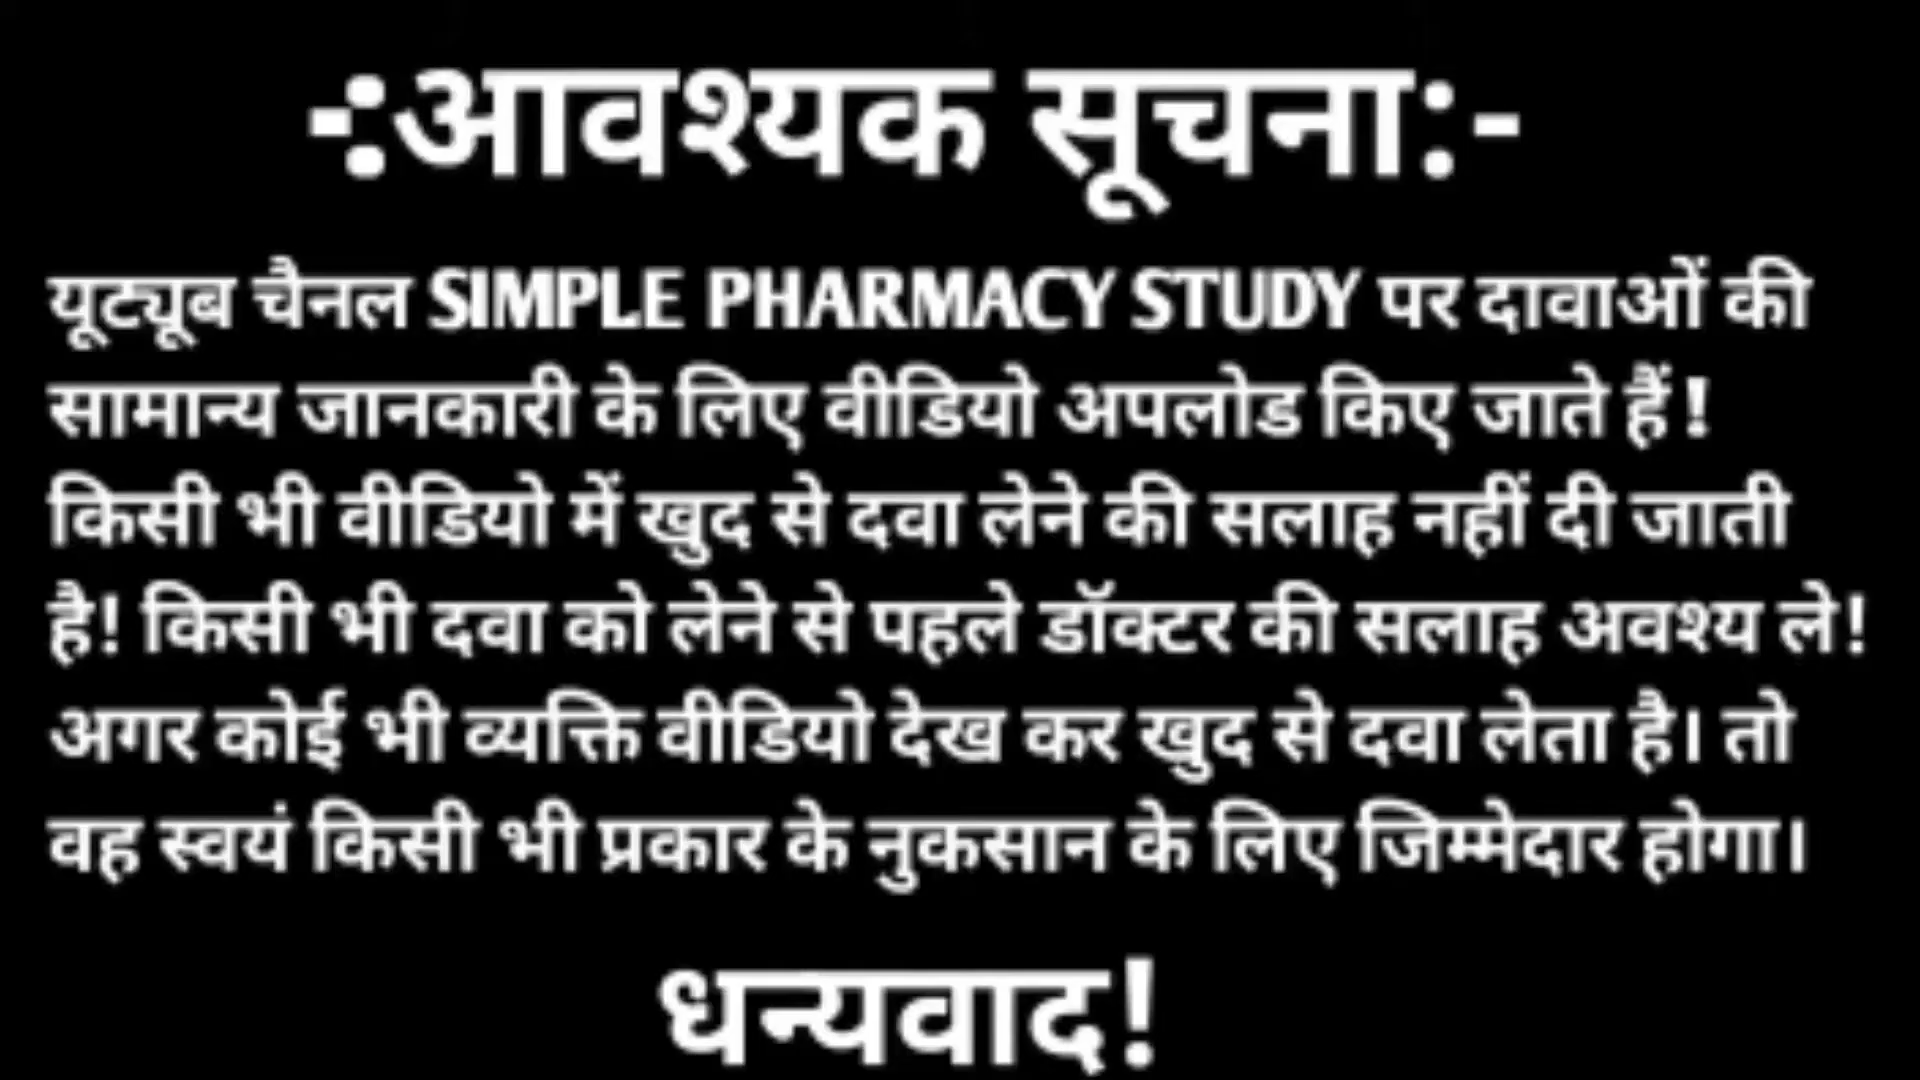 -:आवश्यक सूचना:-
यूट्यूब चैनल SIMPLE PHARMACY STUDY पर दावाओं की
सामान्य जानकारी के लिए वीडियो अपलोड किए जाते हैं !
किसी भी वीडियो में खुद से दवा लेने की सलाह नहीं दी जाती
है! किसी भी दवा को लेने से पहले डॉक्टर की सलाह अवश्य ले!
अगर कोई भी व्यक्ति वीडियो देख कर खुद से दवा लेता है। तो
वह स्वयं किसी भी प्रकार के नुकसान के लिए जिम्मेदार होगा।
धन्यवाद!